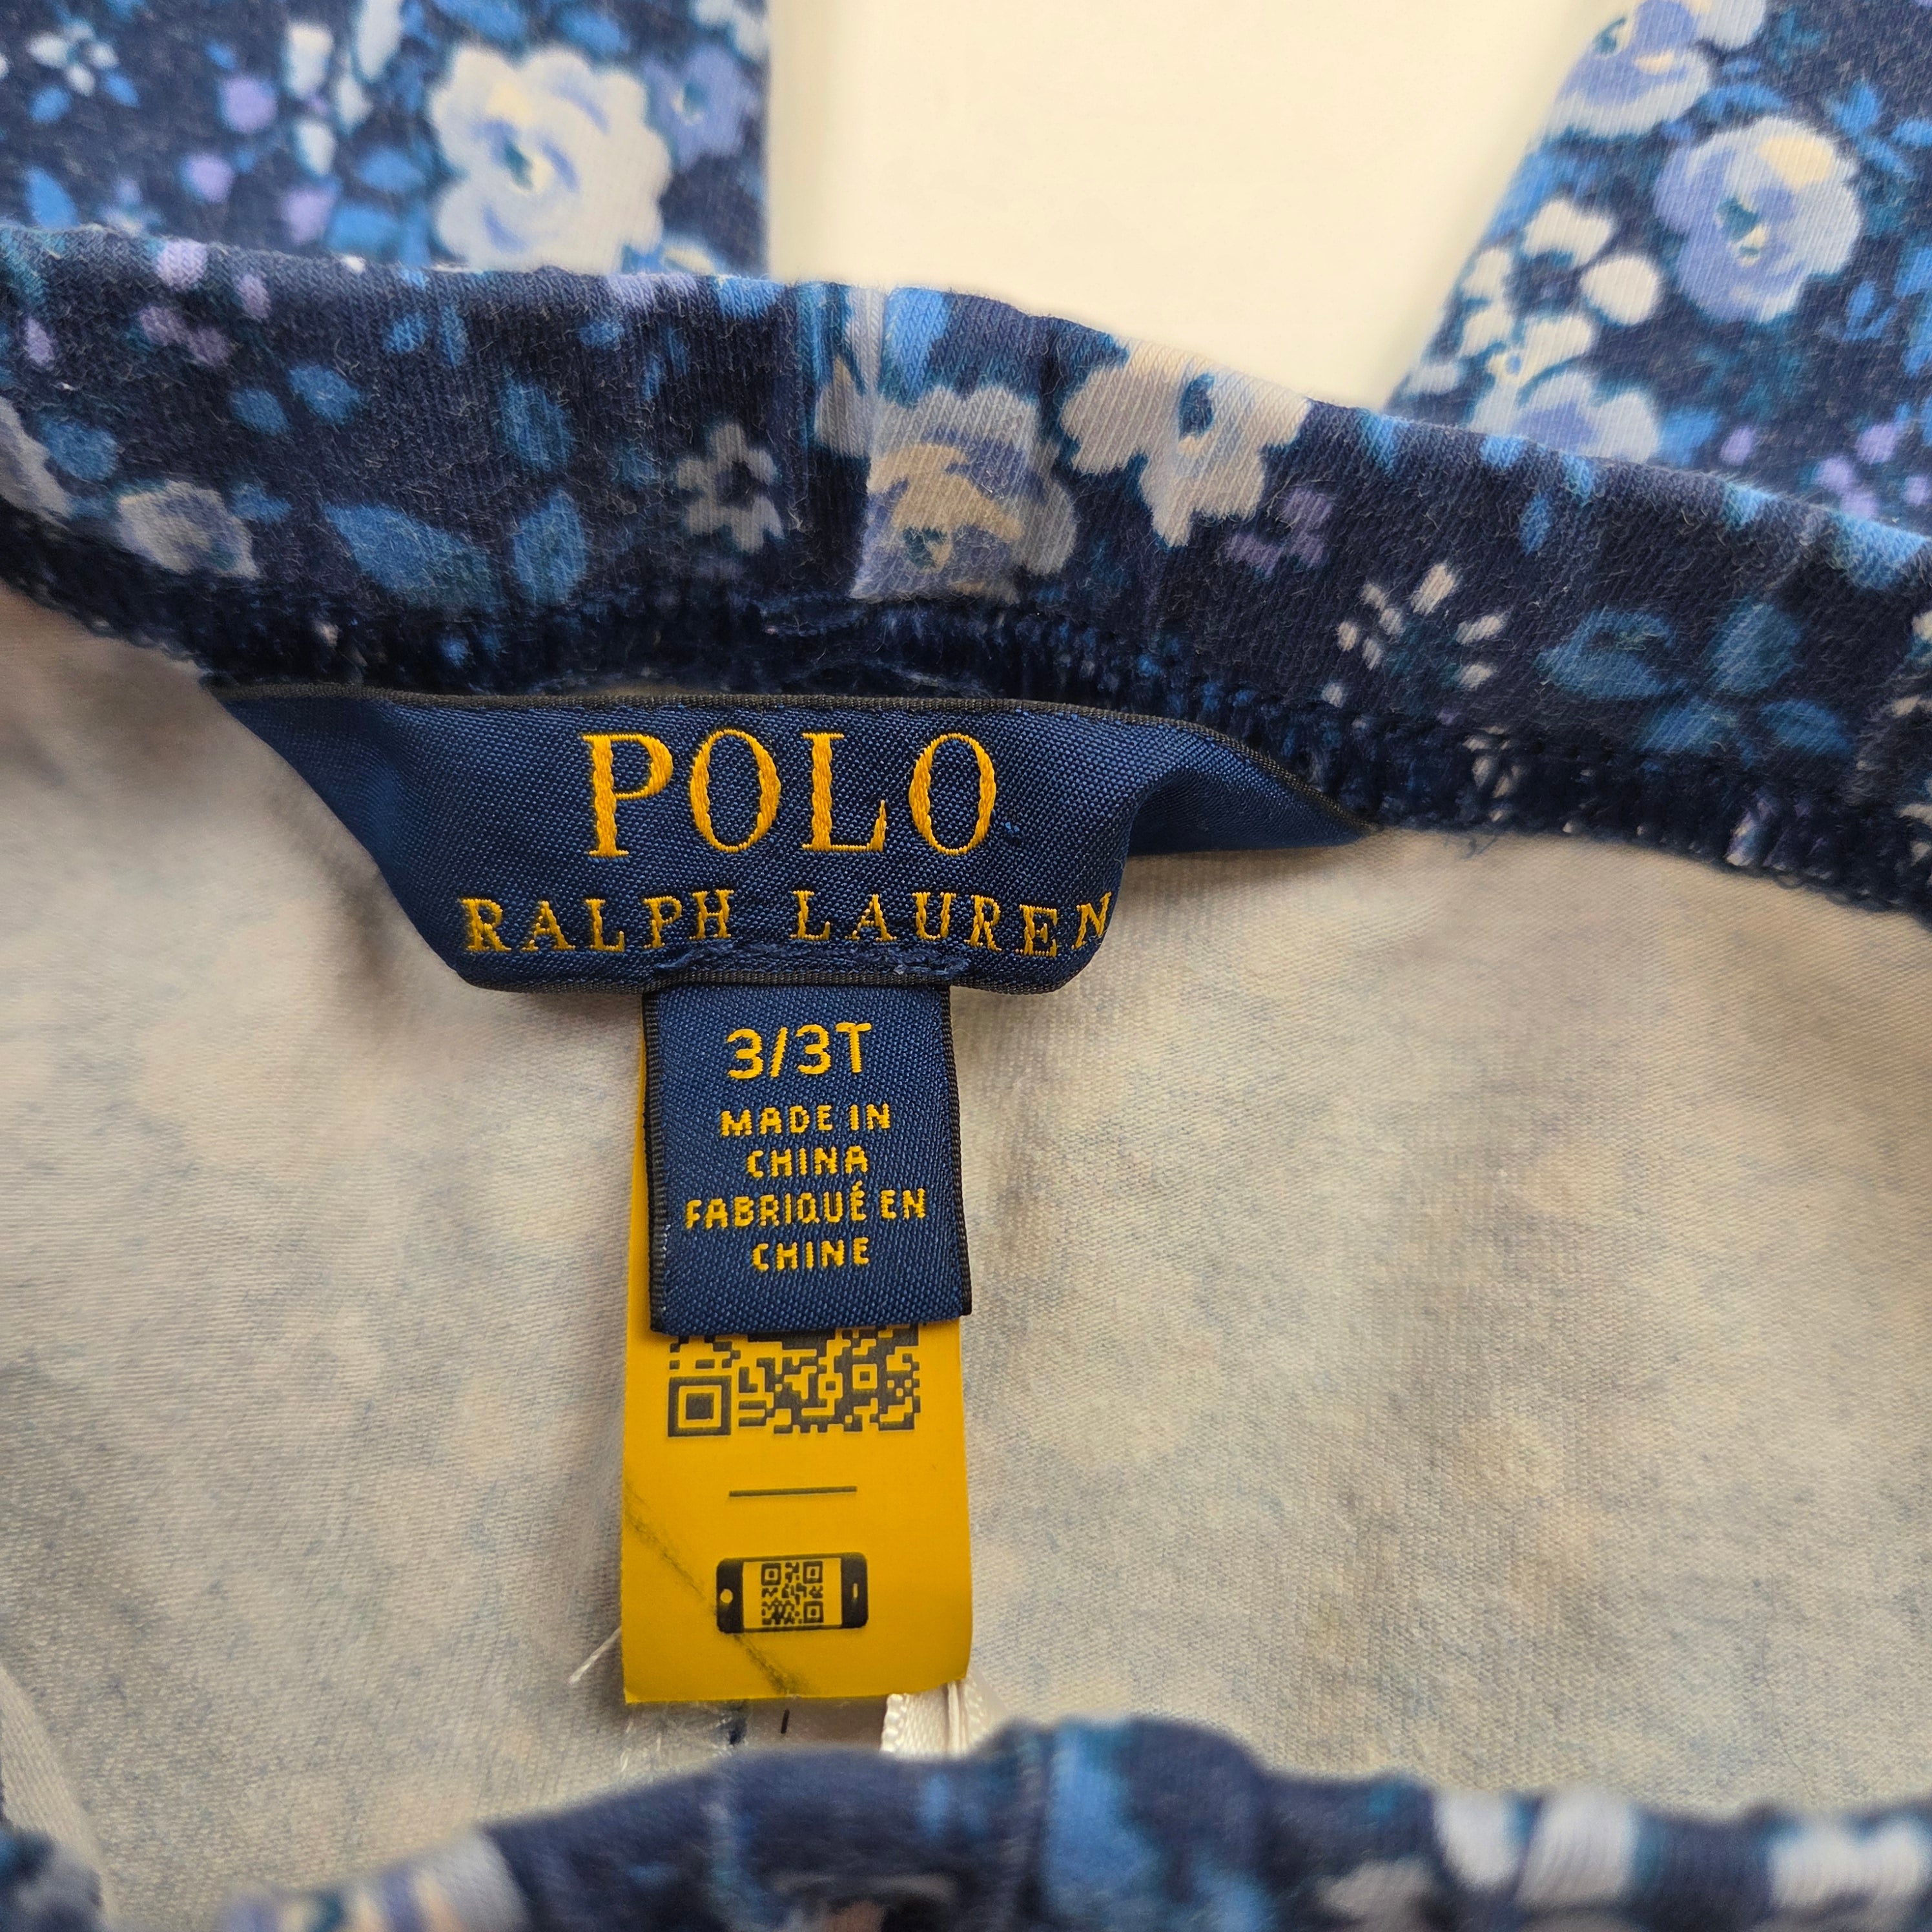 POLO
RALPH LAUREN
3/3T
MADE IN
CHINA
FABRIQUÉ EN
CHINE